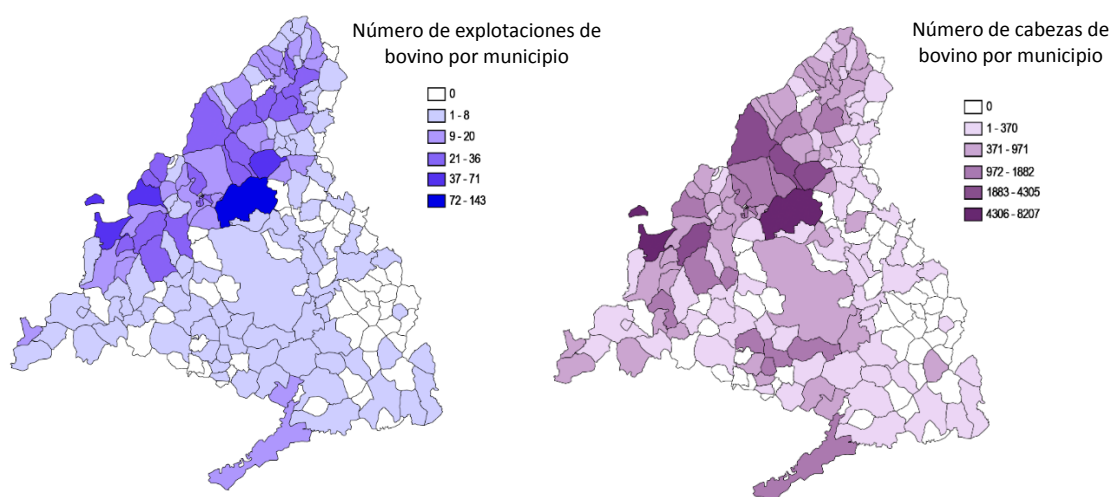 Número de explotaciones de
bovino por municipio
0
1 - 8
9 - 20
21 - 36
37 - 71
72 - 143
Número de cabezas de
bovino por municipio
0
1 - 370
371 - 971
972 - 1882
1883 - 4305
4306 - 8207